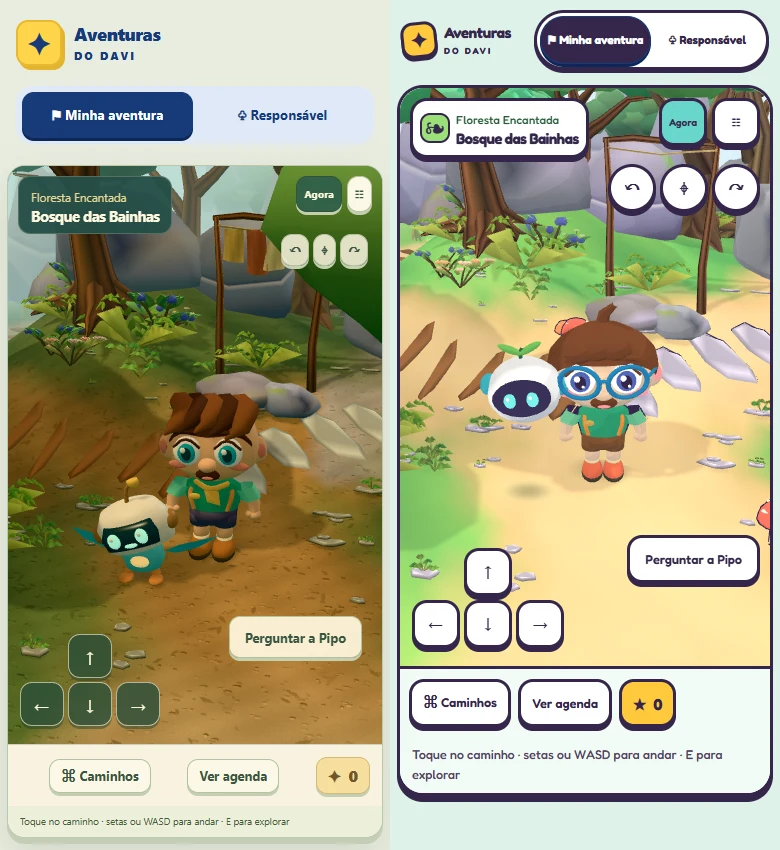 Aventuras
DO DAVI
Minha aventura
Responsável
Floresta Encantada
Bosque das Bainhas
Agora
Perguntar a Pipo
Caminhos
Ver agenda
0
Toque no caminho · setas ou WASD para andar · E para explorar
Aventuras
DO DAVI
Minha aventura
Responsável
Floresta Encantada
Bosque das Bainhas
Agora
Perguntar a Pipo
Caminhos
Ver agenda
0
Toque no caminho · setas ou WASD para andar · E para
explorar